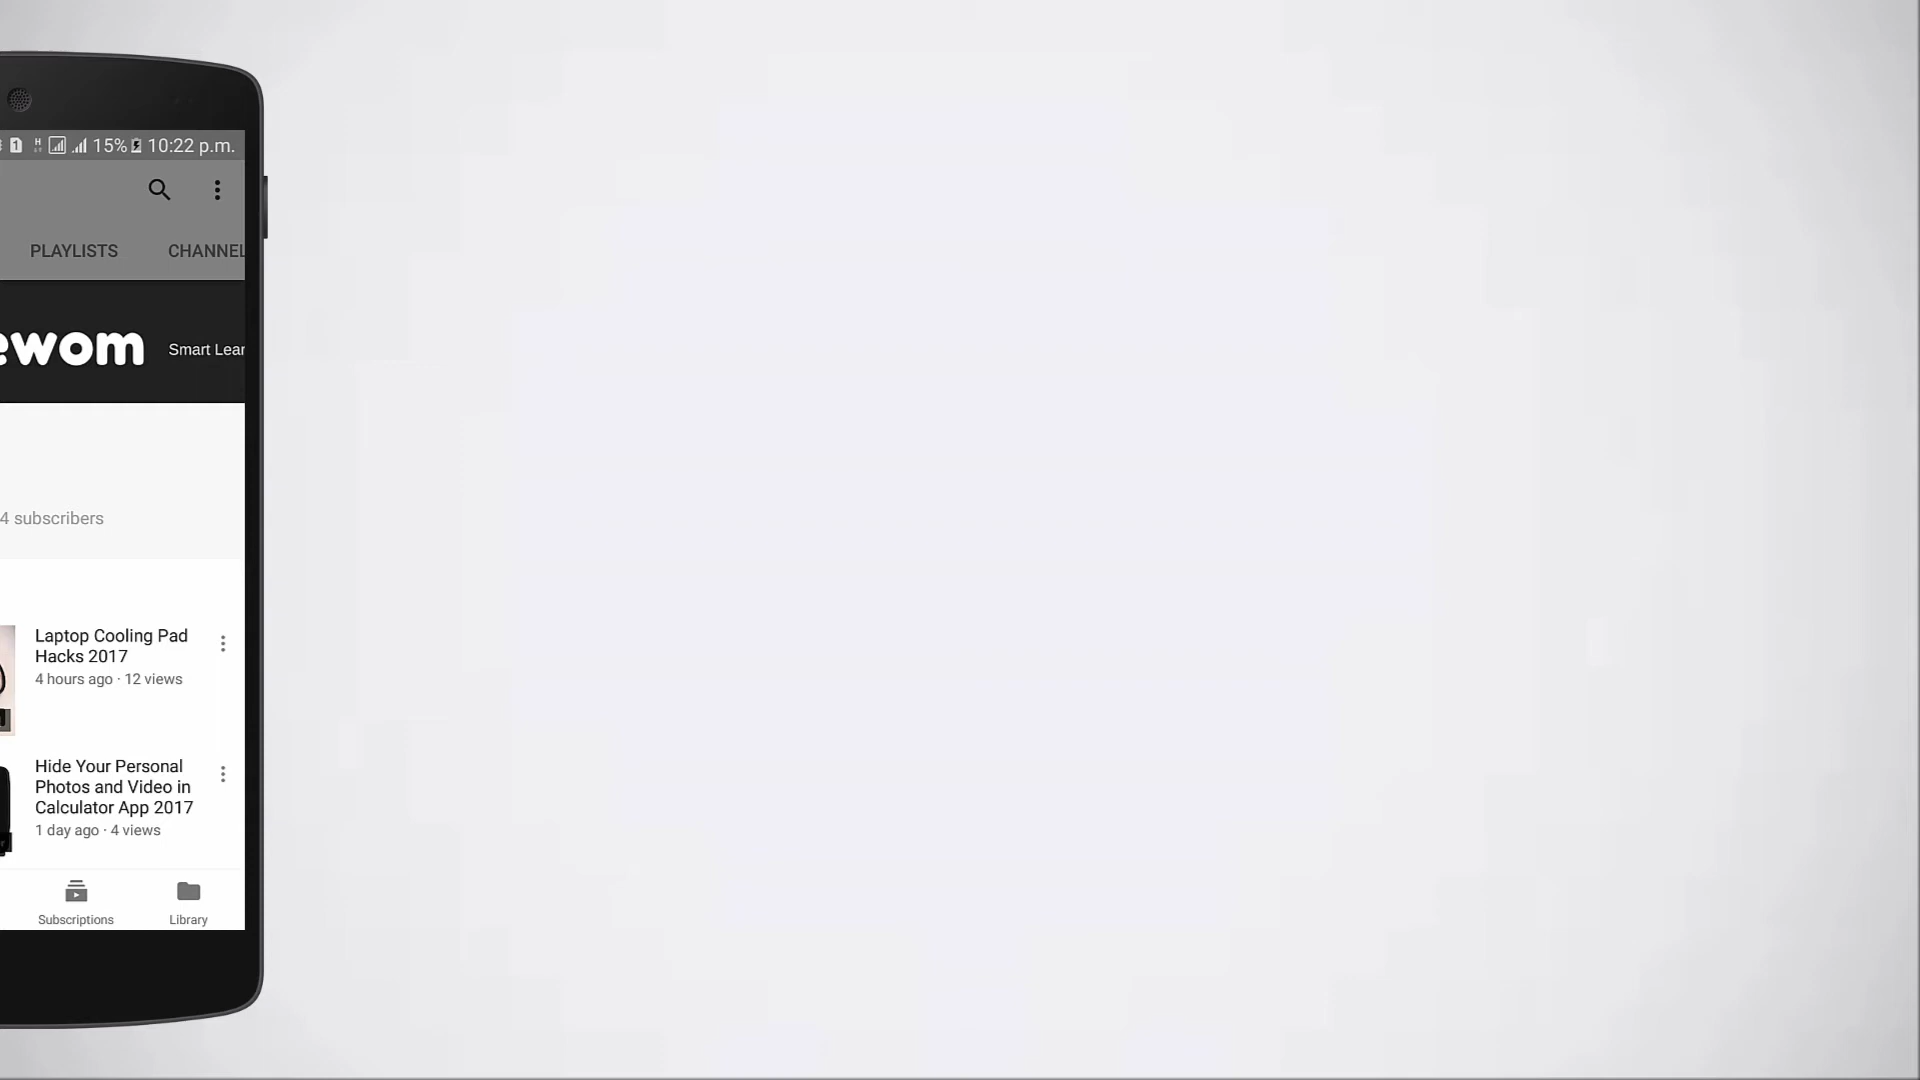 1 15% 10:22 p.m.
PLAYLISTS CHANNEL
ewom Smart Lear
4 subscribers
Laptop Cooling Pad
Hacks 2017
4 hours ago · 12 views
Hide Your Personal
Photos and Video in
Calculator App 2017
1 day ago · 4 views
Subscriptions Library